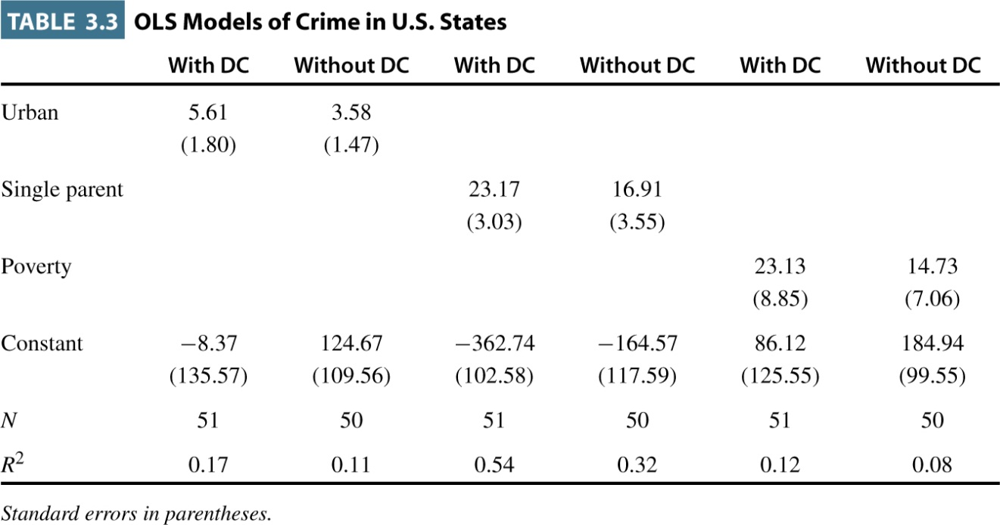 TABLE 3.3 OLS Models of Crime in U.S. States
With DC Without DC With DC Without DC With DC Without DC
Urban 5.61 3.58
(1.80) (1.47)
Single parent 23.17 16.91
(3.03) (3.55)
Poverty 23.13 14.73
(8.85) (7.06)
Constant −8.37 124.67 −362.74 −164.57 86.12 184.94
(135.57) (109.56) (102.58) (117.59) (125.55) (99.55)
N 51 50 51 50 51 50
R² 0.17 0.11 0.54 0.32 0.12 0.08
Standard errors in parentheses.